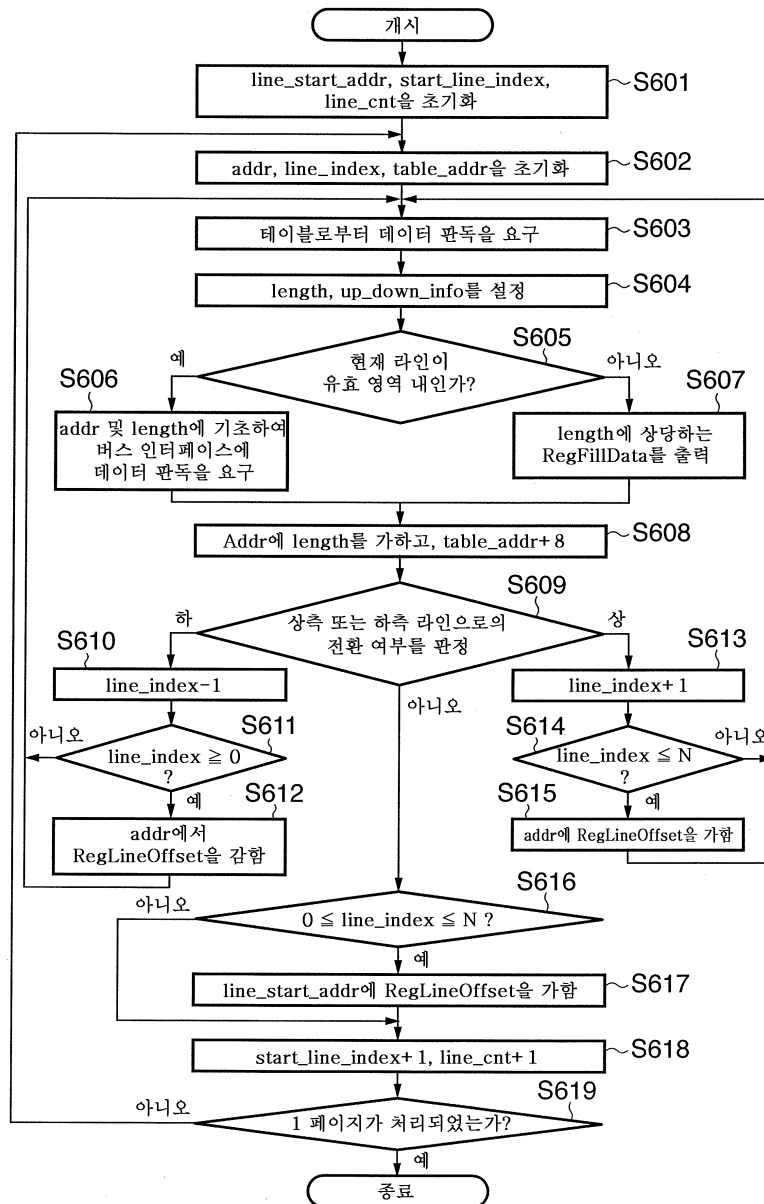 개시
line_start_addr, start_line_index,
line_cnt을 초기화
S601
addr, line_index, table_addr을 초기화
S602
테이블로부터 데이터 판독을 요구
S603
length, up_down_info를 설정
S604
현재 라인이
유효 영역 내인가?
S605
예
아니오
S606
addr 및 length에 기초하여
버스 인터페이스에
데이터 판독을 요구
S607
length에 상당하는
RegFillData를 출력
Addr에 length를 가하고, table_addr+8
S608
상측 또는 하측 라인으로의
전환 여부를 판정
S609
하
상
아니오
S610
line_index-1
S613
line_index+1
아니오
line_index ≧ 0
?
S611
예
S614
line_index ≦ N
?
아니오
예
S612
addr에서
RegLineOffset을 감함
S615
addr에 RegLineOffset을 가함
아니오
0 ≦ line_index ≦ N ?
S616
예
line_start_addr에 RegLineOffset을 가함
S617
start_line_index+1, line_cnt+1
S618
아니오
1 페이지가 처리되었는가?
S619
예
종료